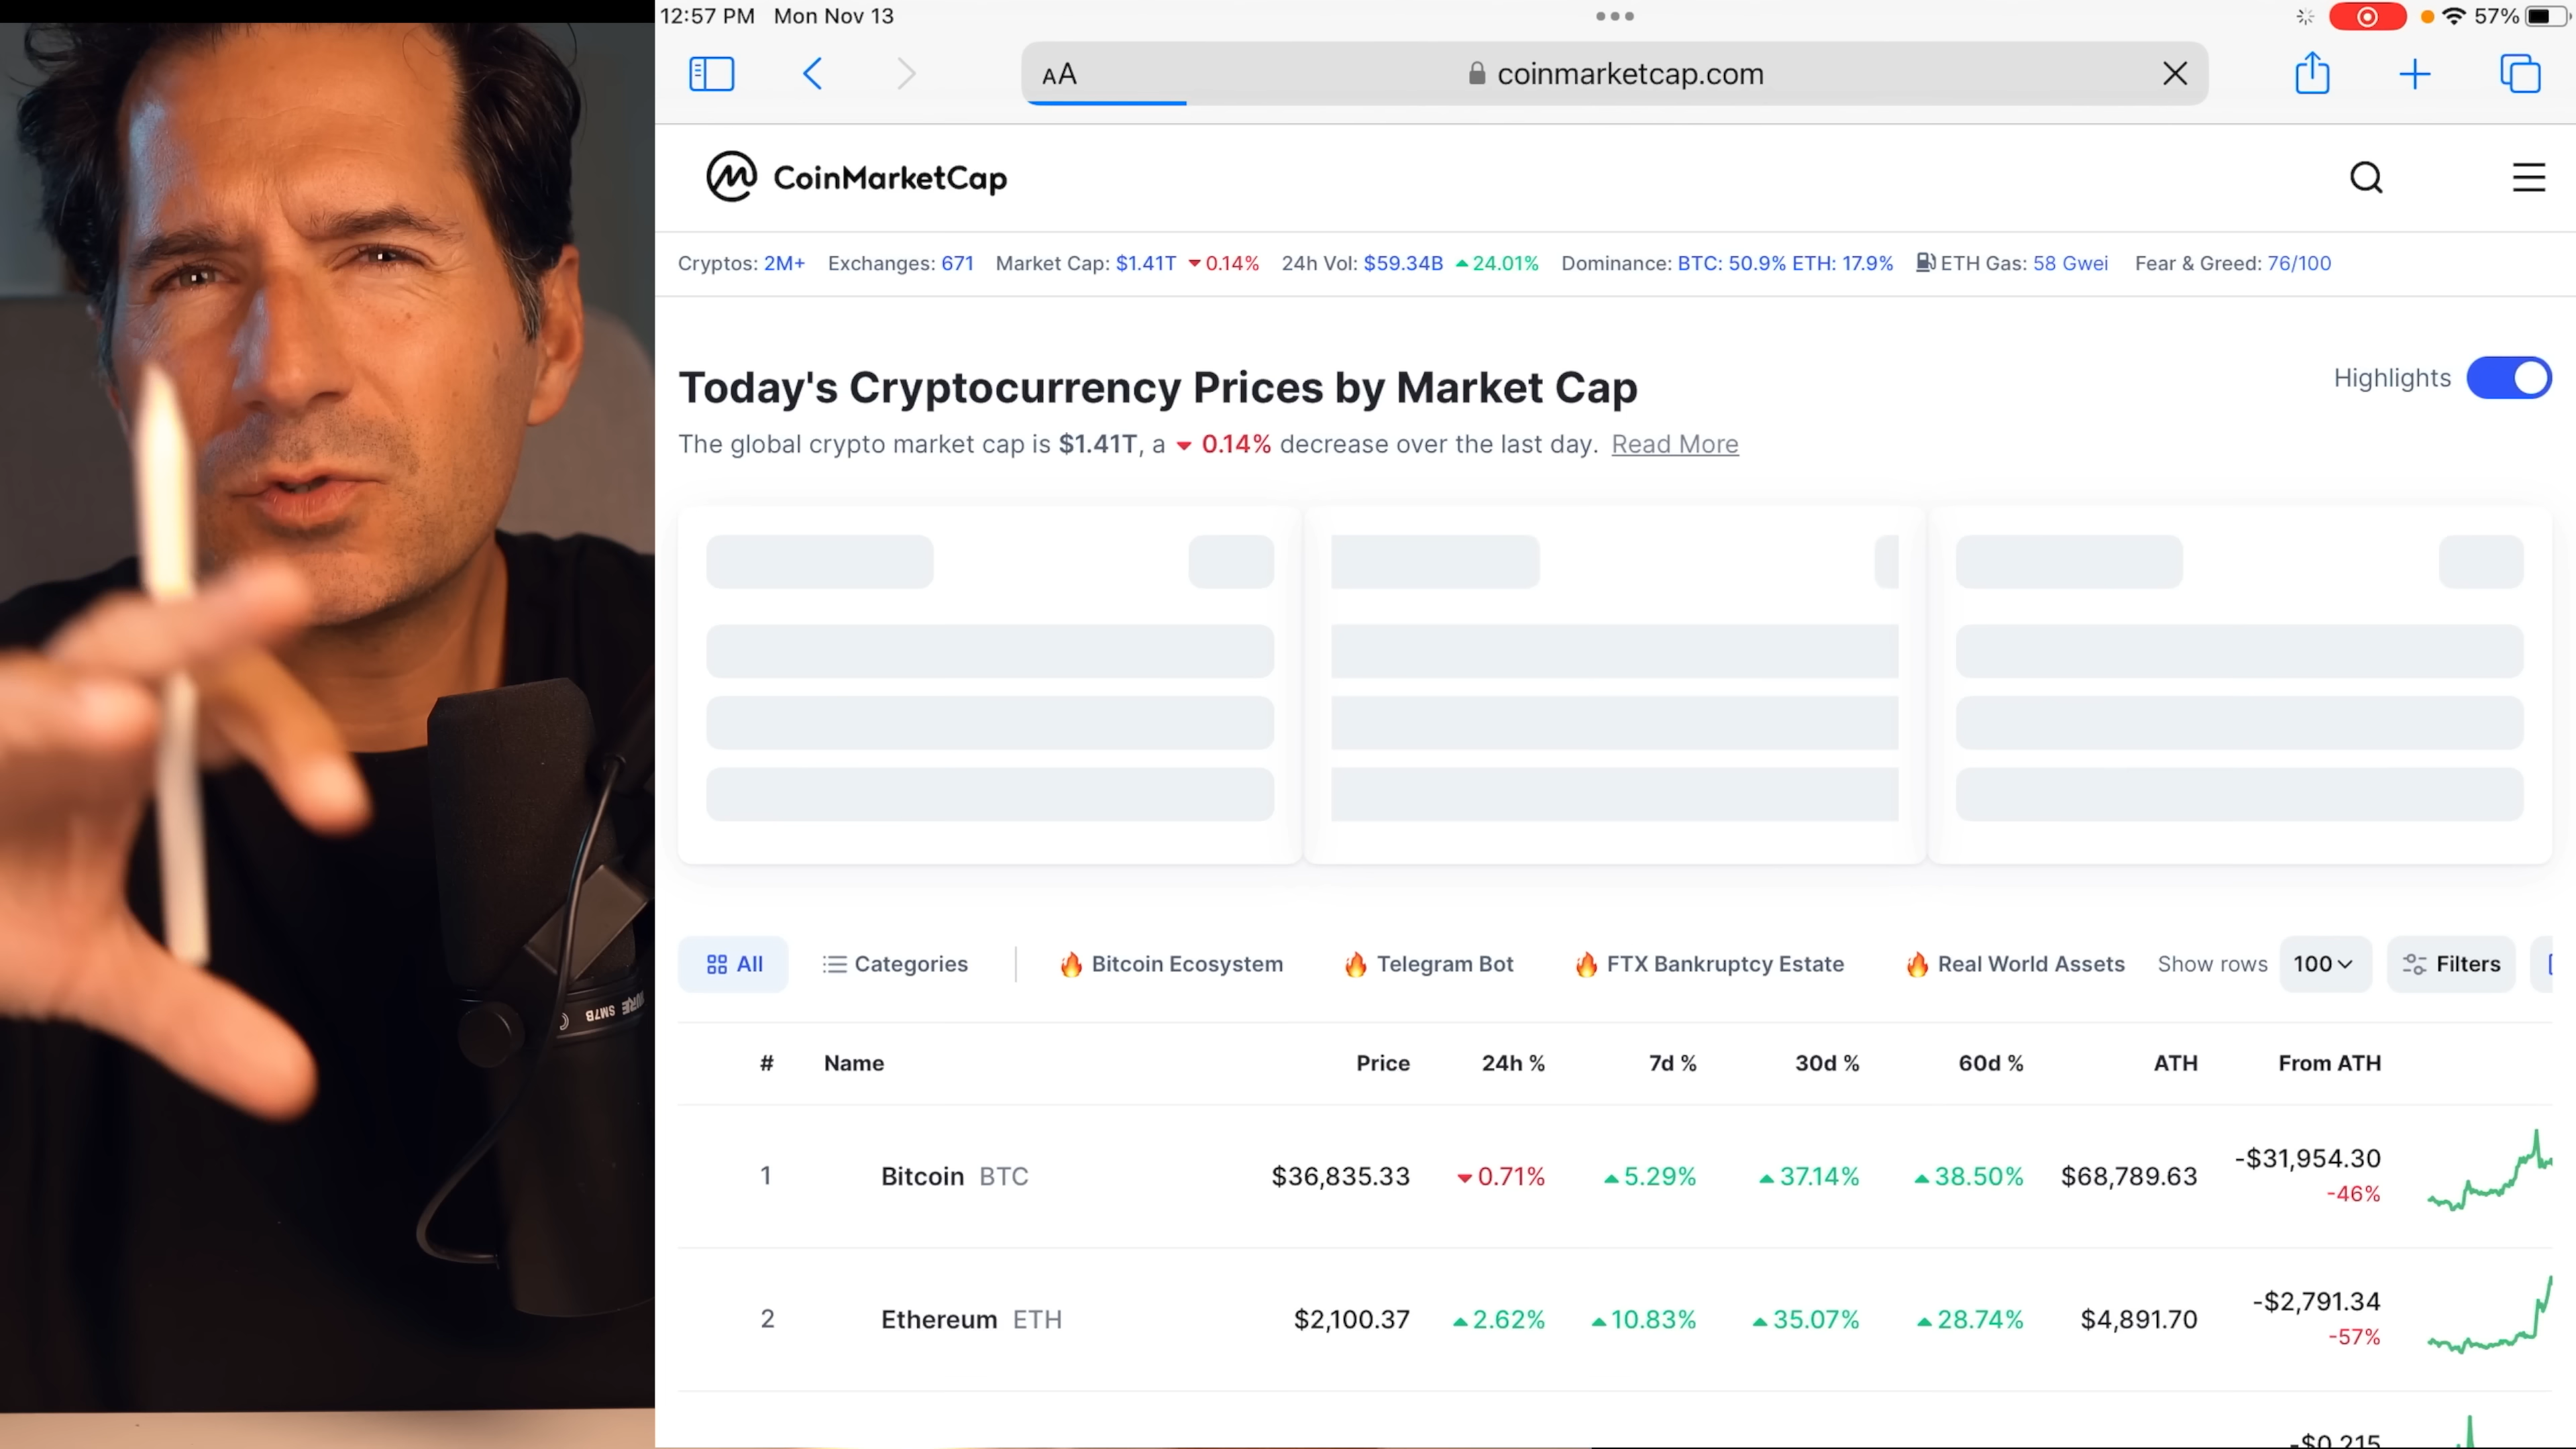 12:57 PM Mon Nov 13
57%
AA coinmarketcap.com
CoinMarketCap
Cryptos: 2M+ Exchanges: 671 Market Cap: $1.41T 0.14% 24h Vol: $59.34B 24.01% Dominance: BTC: 50.9% ETH: 17.9% ETH Gas: 58 Gwei Fear & Greed: 76/100
Today's Cryptocurrency Prices by Market Cap
Highlights
The global crypto market cap is $1.41T, a 0.14% decrease over the last day. Read More
All Categories Bitcoin Ecosystem Telegram Bot FTX Bankruptcy Estate Real World Assets Show rows 100 Filters
# Name Price 24h % 7d % 30d % 60d % ATH From ATH
1 Bitcoin BTC $36,835.33 0.71% 5.29% 37.14% 38.50% $68,789.63 -$31,954.30
-46%
2 Ethereum ETH $2,100.37 2.62% 10.83% 35.07% 28.74% $4,891.70 -$2,791.34
-57%
-$0.215
SM7B